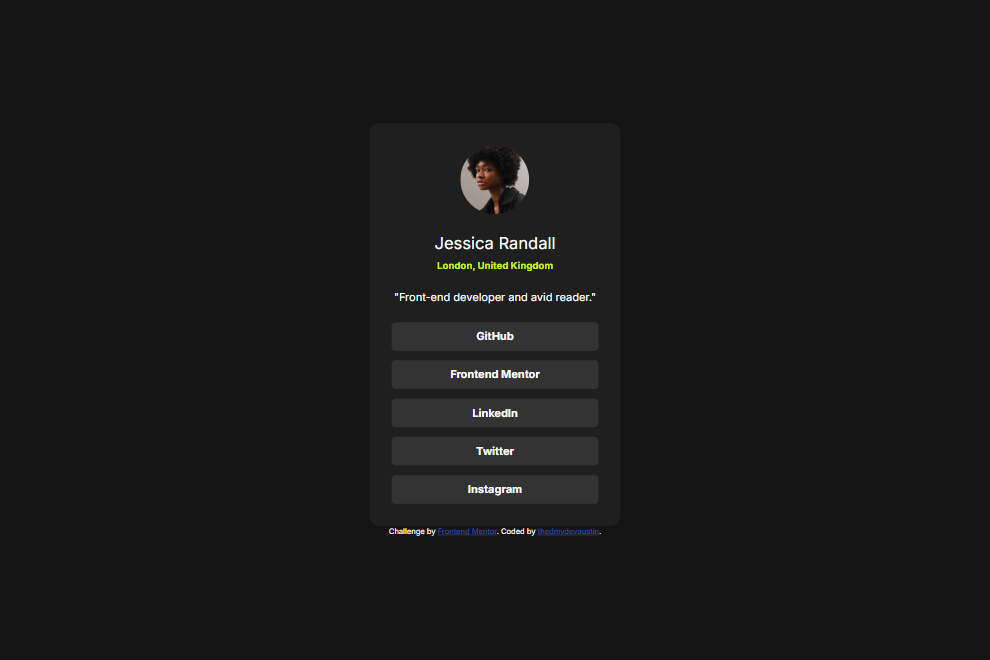 Jessica Randall
London, United Kingdom
"Front-end developer and avid reader."
GitHub
Frontend Mentor
LinkedIn
Twitter
Instagram
Challenge by Frontend Mentor. Coded by thedmvdevaustin.